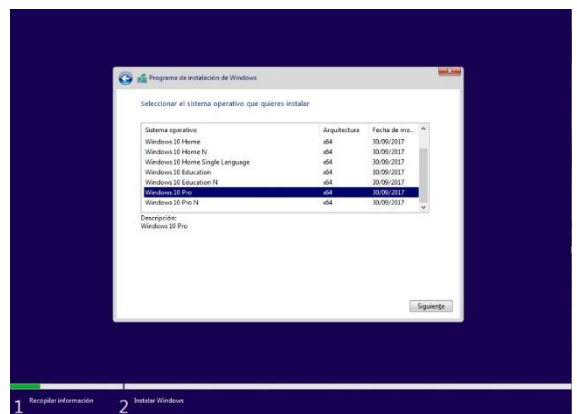 Programa de instalación de Windows
Seleccionar el sistema operativo que quieres instalar
Sistema operativo Arquitectura Fecha de mo...
Windows 10 Home x64 30/09/2017
Windows 10 Home N x64 30/09/2017
Windows 10 Home Single Language x64 30/09/2017
Windows 10 Education x64 30/09/2017
Windows 10 Education N x64 30/09/2017
Windows 10 Pro x64 30/09/2017
Windows 10 Pro N x64 30/09/2017
Descripción:
Windows 10 Pro
Siguiente
1 Recopilar información 2 Instalar Windows